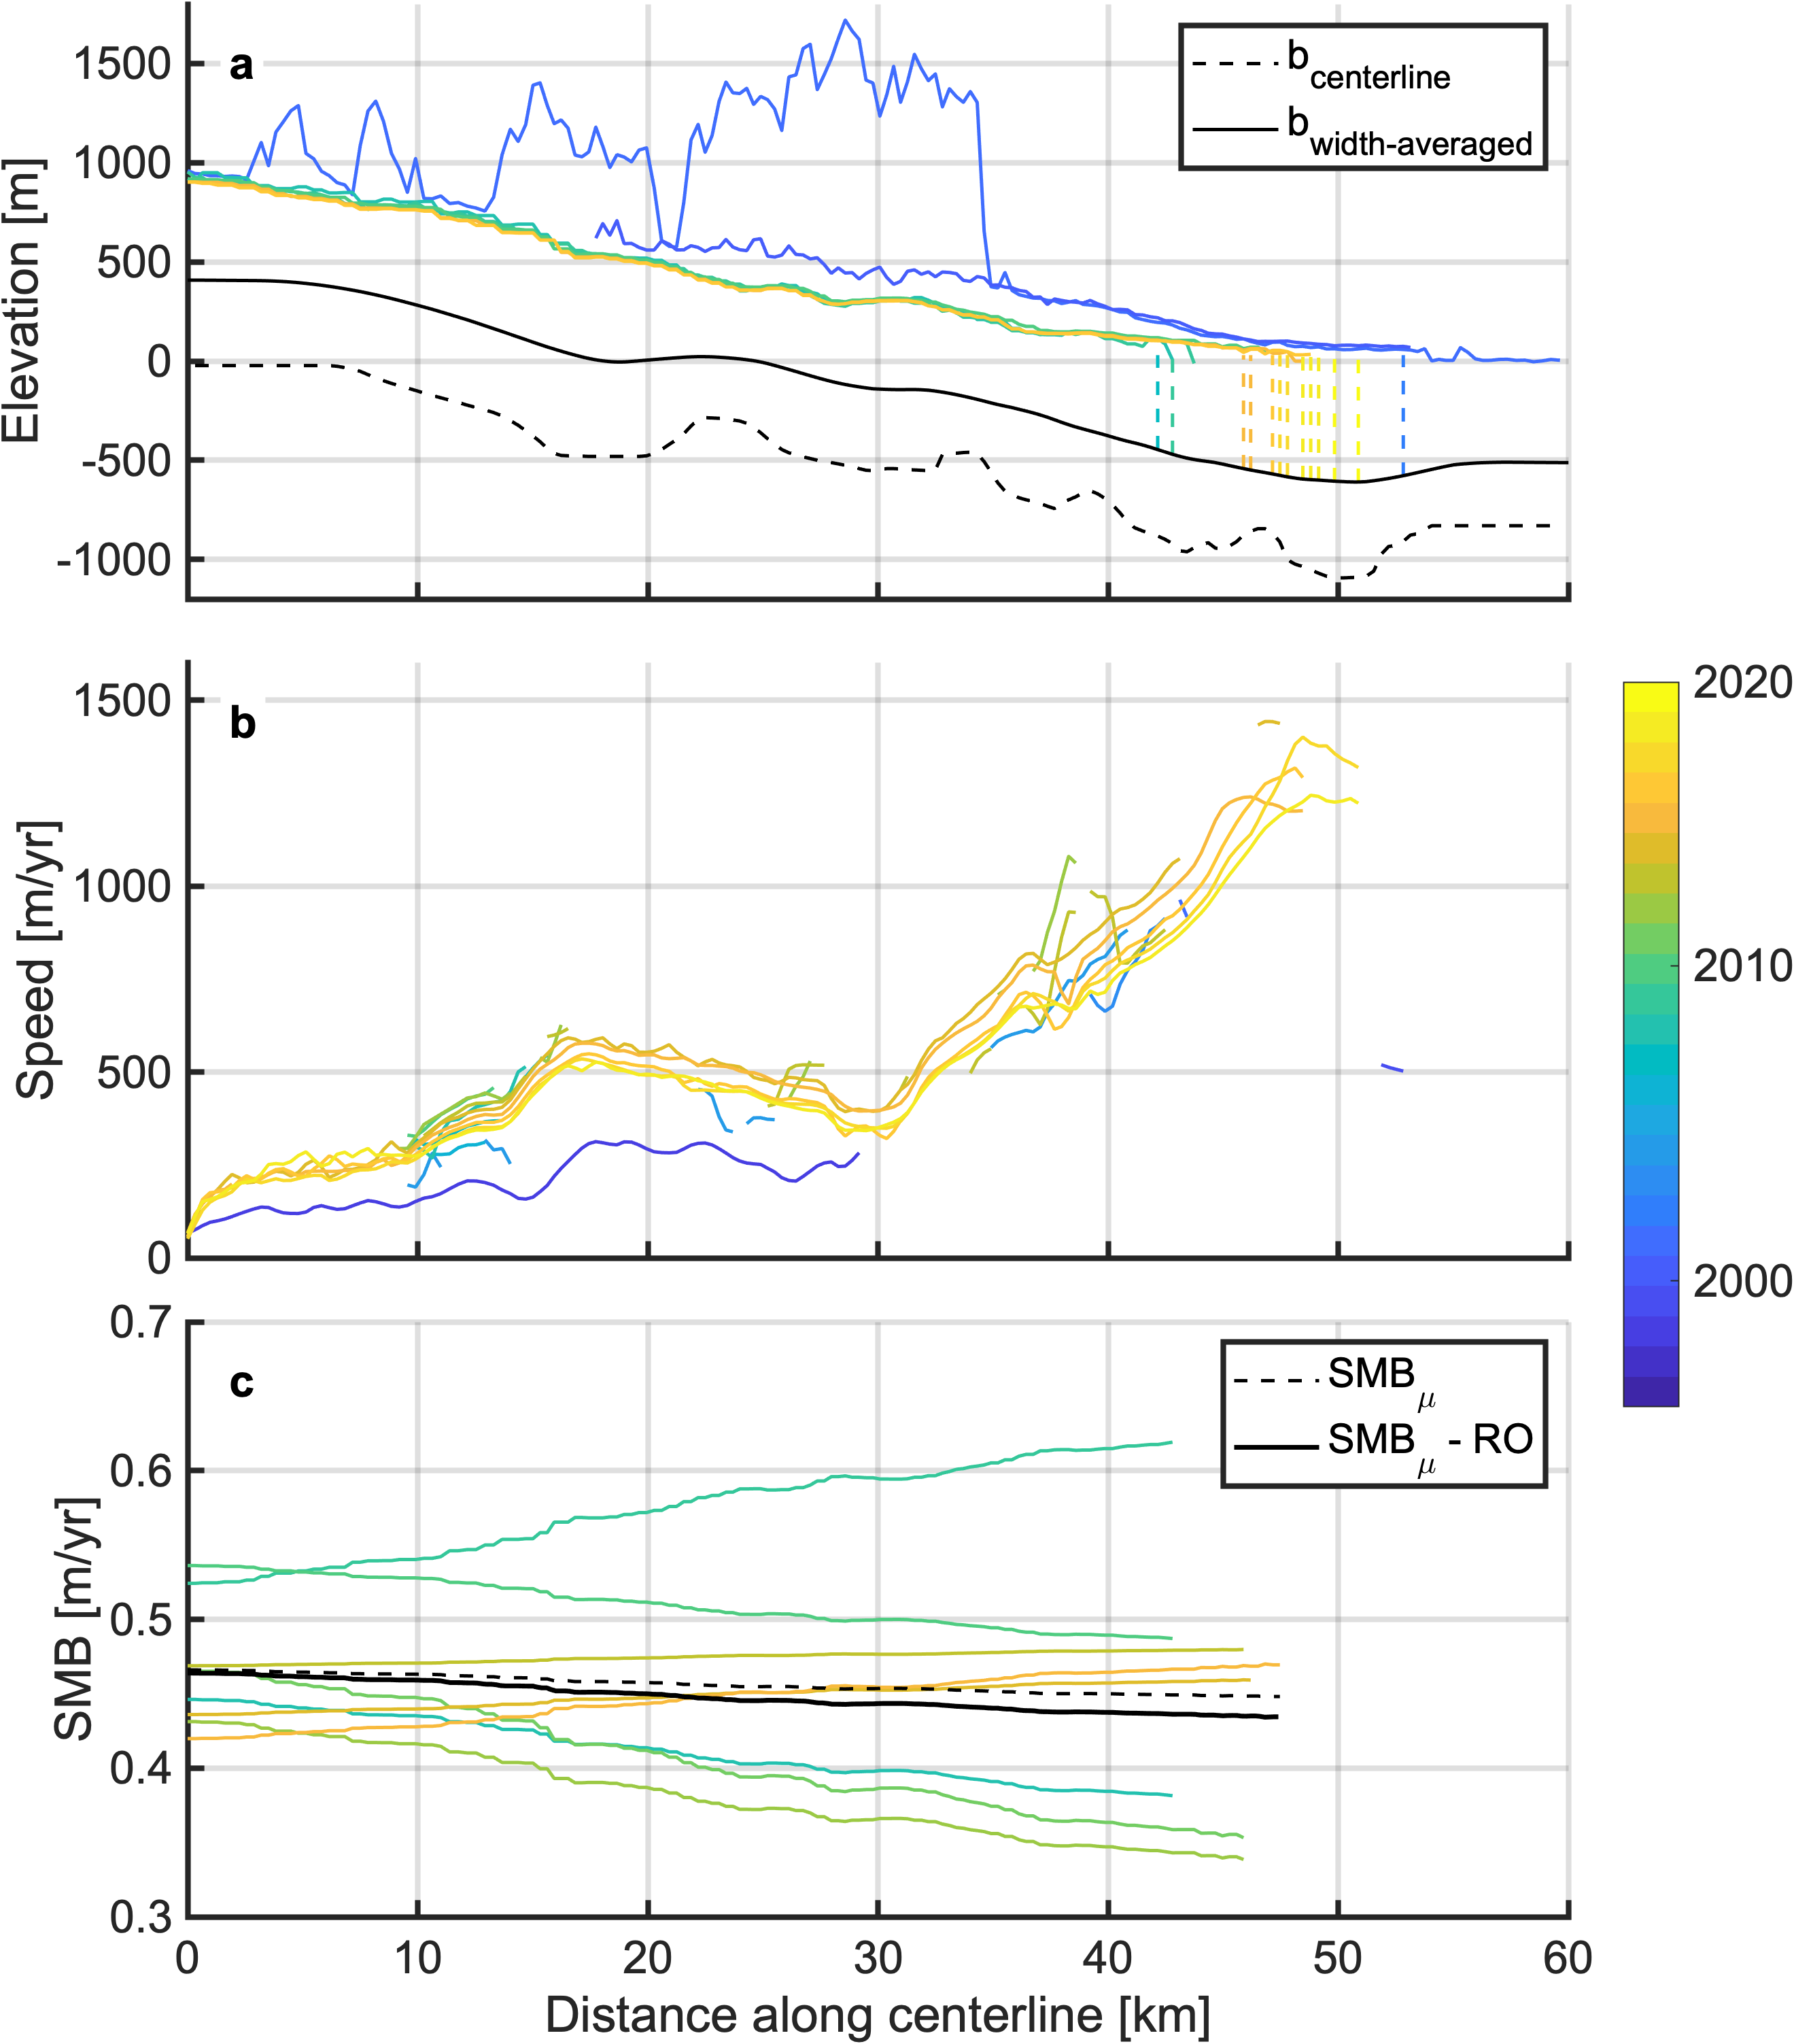 a
1500
1000
500
0
-500
-1000
Elevation [m]
b centerline
b width-averaged
b
1500
1000
500
0
Speed [m/yr]
2020
2010
2000
c
0.7
0.6
0.5
0.4
0.3
SMB [m/yr]
SMB μ
SMB μ - RO
0 10 20 30 40 50 60
Distance along centerline [km]